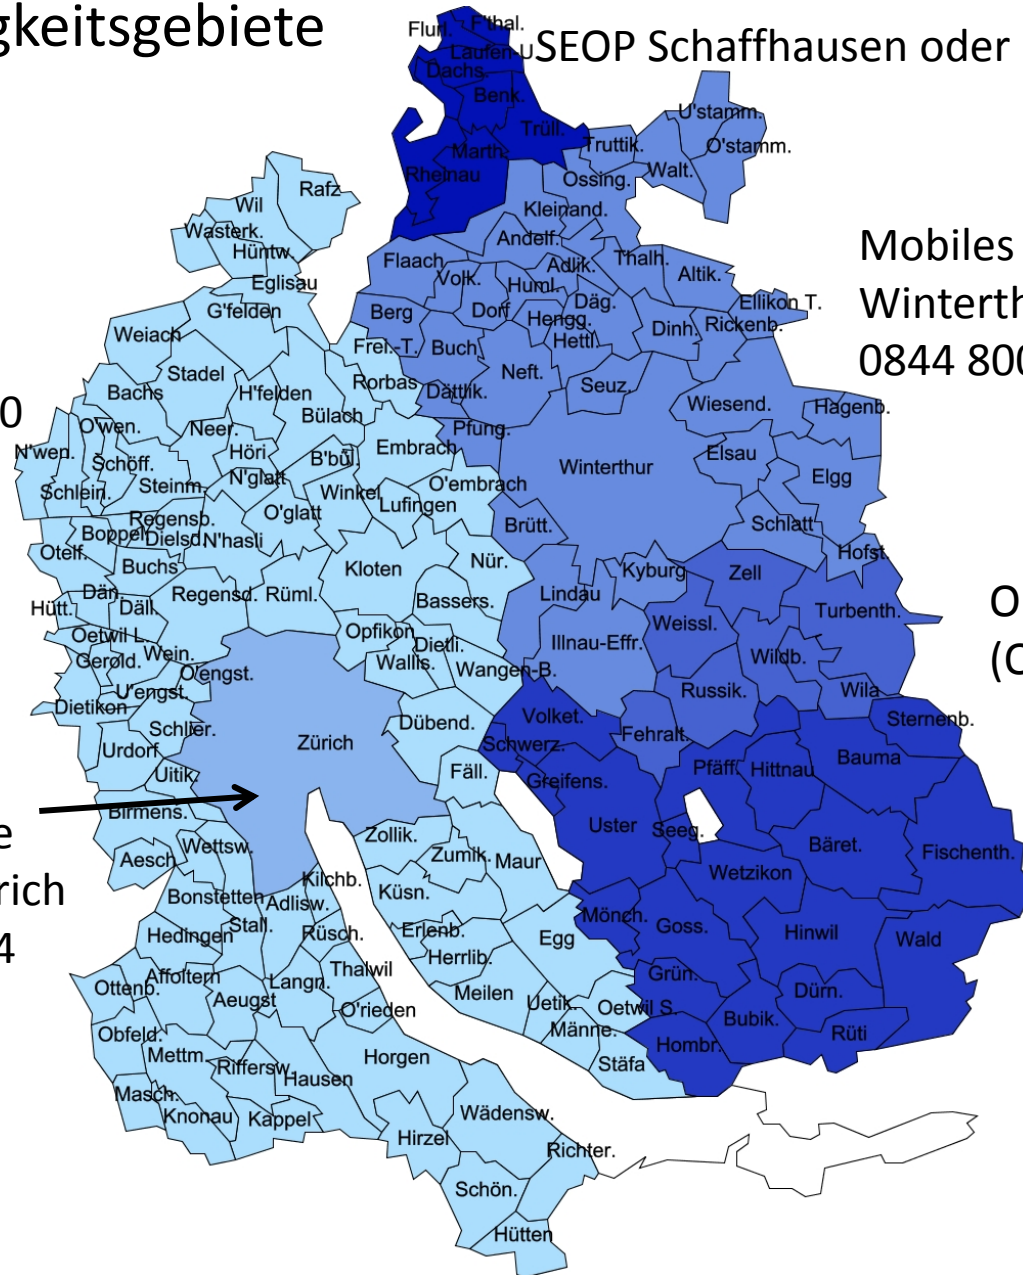 gkeitsgebiete
SEOP Schaffhausen oder
Flurl. F'thal.
Laufen-U.
Dachs.
Benk.
Trüll.
Marth.
Rheinau
U'stamm.
O'stamm.
Truttik.
Walt.
Ossing.
Kleinand.
Andelf.
Rafz
Wil
Wasterk.
Hüntw.
Eglisau
Flaach
Volk.
Huml.
Adlik.
Thalh.
Altik.
Mobiles
Winterth
0844 800
G'felden
Berg
Dorf
Däg.
Hengg.
Hettl.
Dinh.
Rickenb.
Ellikon T.
Weiach
Frei.-T.
Buch
Neft.
Seuz.
Stadel
Bachs
H'felden
Rorbas
Dättlik.
Wiesend.
Hagenb.
0
Bülach
O'wen.
Neer.
Pfung.
N'wen.
Schöff.
Höri
B'bül
Embrach
Winterthur
Elsau
Elgg
Schlein.
Steinm.
N'glatt
Winkel
O'embrach
Lufingen
Regensb.
O'glatt
Brütt.
Schlatt
Boppel.
Dielsd.
N'hasli
Otelf.
Buchs
Kloten
Nür.
Hofst.
Kyburg
Zell
Dän.
Regensd.
Rüml.
Bassers.
Lindau
Turbenth.
O
Hütt.
Däll.
Weissl.
Oetwil L.
Opfikon
Dietli.
Illnau-Effr.
Gerold.
Wein.
Wallis.
Wangen-B.
Wildb.
(C
O'engst.
U'engst.
Russik.
Wila
Dietikon
Schlier.
Dübend.
Volket.
Fehralt.
Sternenb.
Urdorf
Zürich
Schwerz.
Uitik.
Fäll.
Greifens.
Pfäff.
Hittnau
Bauma
Birmens.
e
Zollik.
Uster
Seeg.
Bäret.
Fischenth.
Aesch
Wettsw.
Zumik.
Maur
Wetzikon
rich
Bonstetten
Kilchb.
Adlisw.
Küsn.
Mönch.
4
Hedingen
Stall.
Rüsch.
Erlenb.
Egg
Goss.
Hinwil
Wald
Herrlib.
Ottenb.
Affoltern
Langn.
Thalwil
Grün.
Aeugst
O'rieden
Meilen
Uetik.
Oetwil S.
Dürn.
Obfeld.
Männe.
Bubik.
Rüti
Mettm.
Riffersw.
Hausen
Horgen
Stäfa
Hombr.
Masch.
Knonau
Kappel
Hirzel
Wädensw.
Richter.
Schön.
Hütten